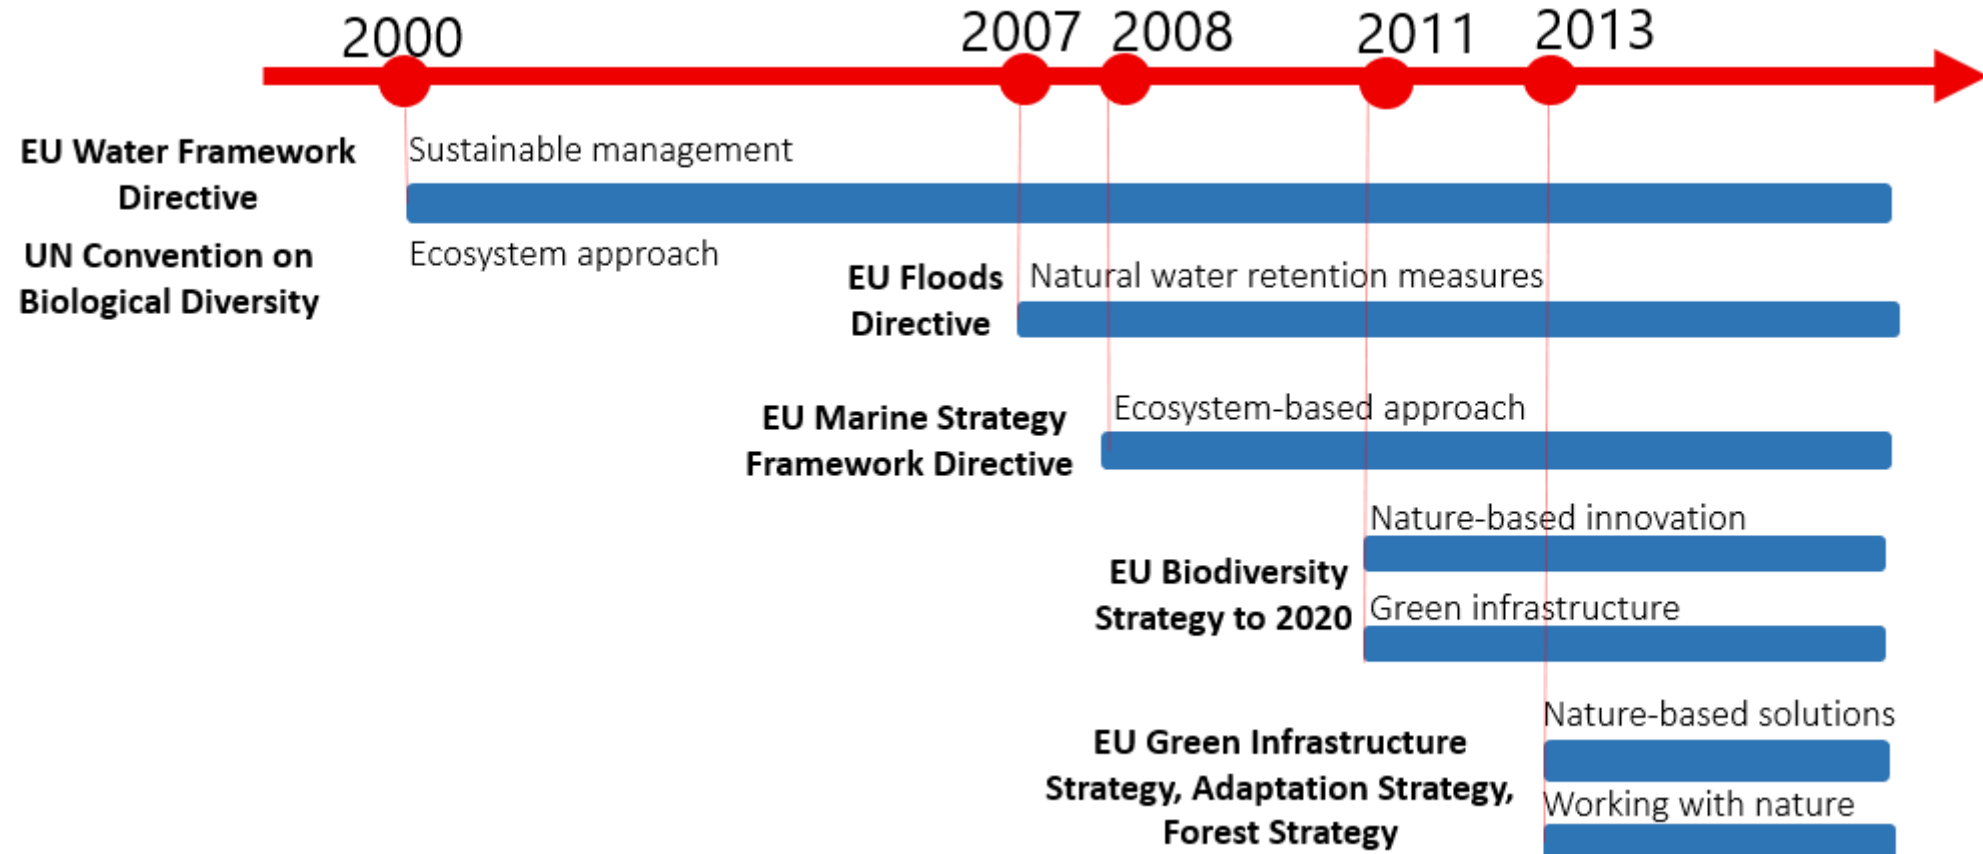 2000
2007
2008
2011
2013
EU Water Framework
Directive
Sustainable management
UN Convention on
Biological Diversity
Ecosystem approach
EU Floods
Directive
Natural water retention measures
EU Marine Strategy
Framework Directive
Ecosystem-based approach
EU Biodiversity
Strategy to 2020
Nature-based innovation
Green infrastructure
EU Green Infrastructure
Strategy, Adaptation Strategy,
Forest Strategy
Nature-based solutions
Working with nature